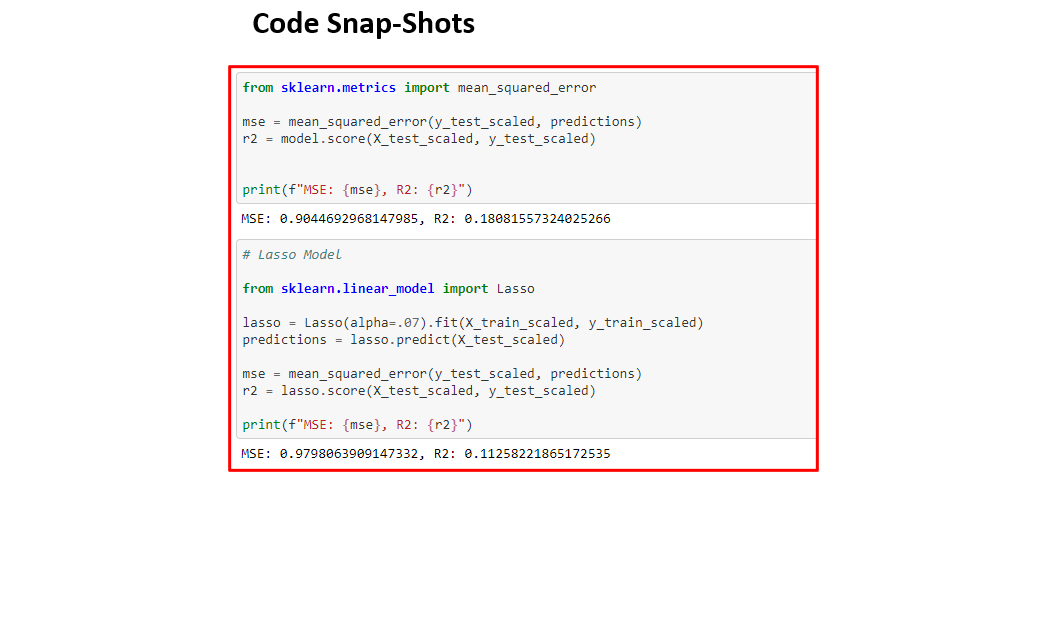 Code Snap-Shots
from sklearn.metrics import mean_squared_error
mse = mean_squared_error(y_test_scaled, predictions)
r2 = model.score(X_test_scaled, y_test_scaled)
print(f"MSE: {mse}, R2: {r2}")
MSE: 0.9044692968147985, R2: 0.18081557324025266
# Lasso Model
from sklearn.linear_model import Lasso
lasso = Lasso(alpha=.07).fit(X_train_scaled, y_train_scaled)
predictions = lasso.predict(X_test_scaled)
mse = mean_squared_error(y_test_scaled, predictions)
r2 = lasso.score(X_test_scaled, y_test_scaled)
print(f"MSE: {mse}, R2: {r2}")
MSE: 0.9798063909147332, R2: 0.11258221865172535